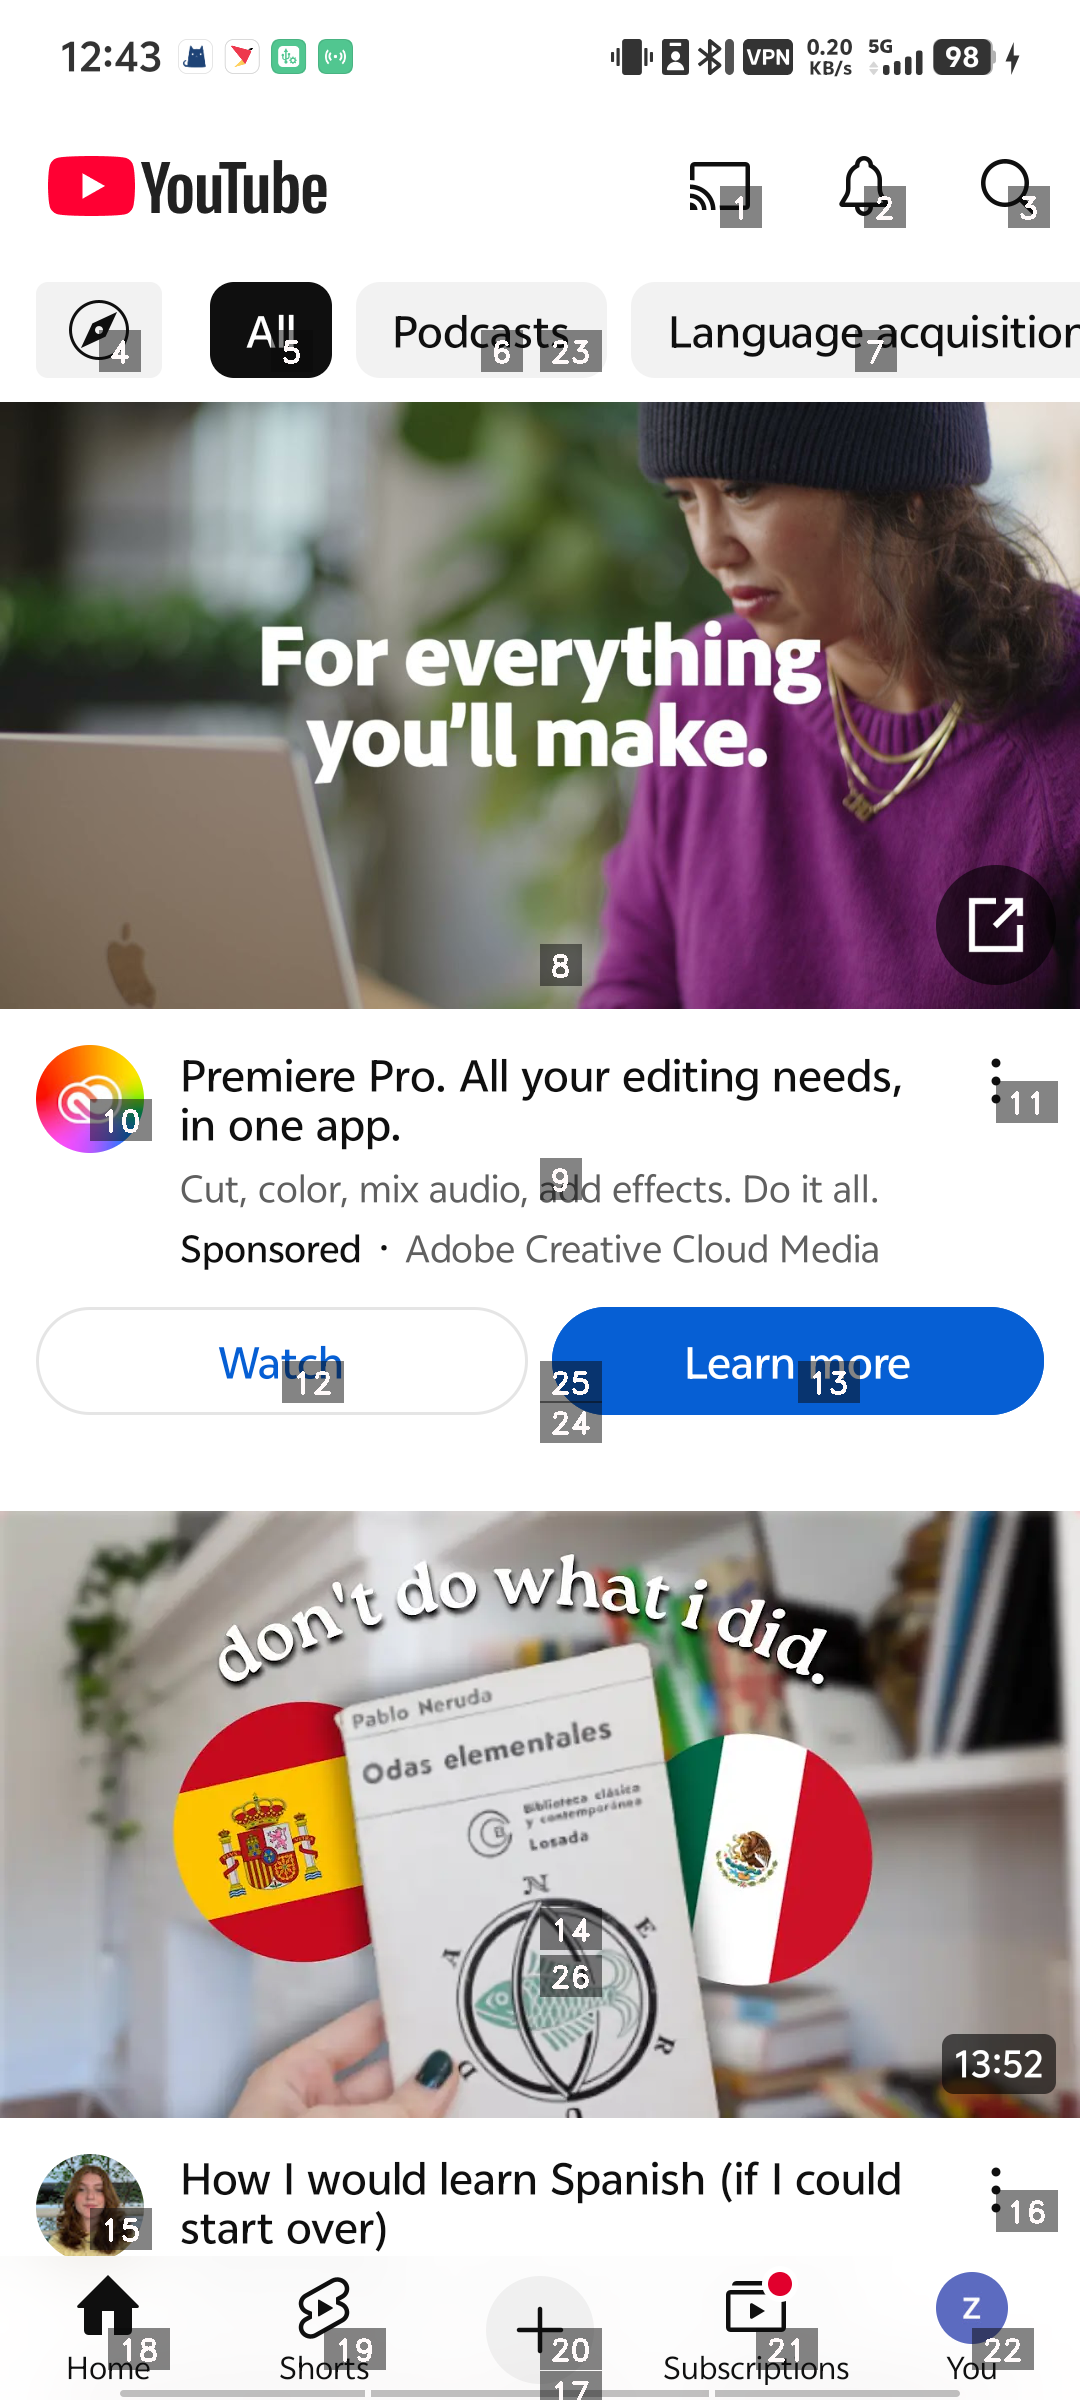 12:43
VPN
0.20
KB/s
5G
98
YouTube
1
2
3
4
All
5
Podcasts
6
23
Language acquisition
7
For everything
you'll make.
8
Premiere Pro. All your editing needs,
in one app.
10
11
Cut, color, mix audio, add effects. Do it all.
9
Sponsored · Adobe Creative Cloud Media
Watch
12
25
24
Learn more
13
don't do what i did.
Pablo Neruda
Odas elementales
Biblioteca clásica
y contemporánea
Losada
N
E
R
U
D
A
14
26
13:52
How I would learn Spanish (if I could
start over)
15
16
Home
18
Shorts
19
20
17
Subscriptions
21
Z
You
22